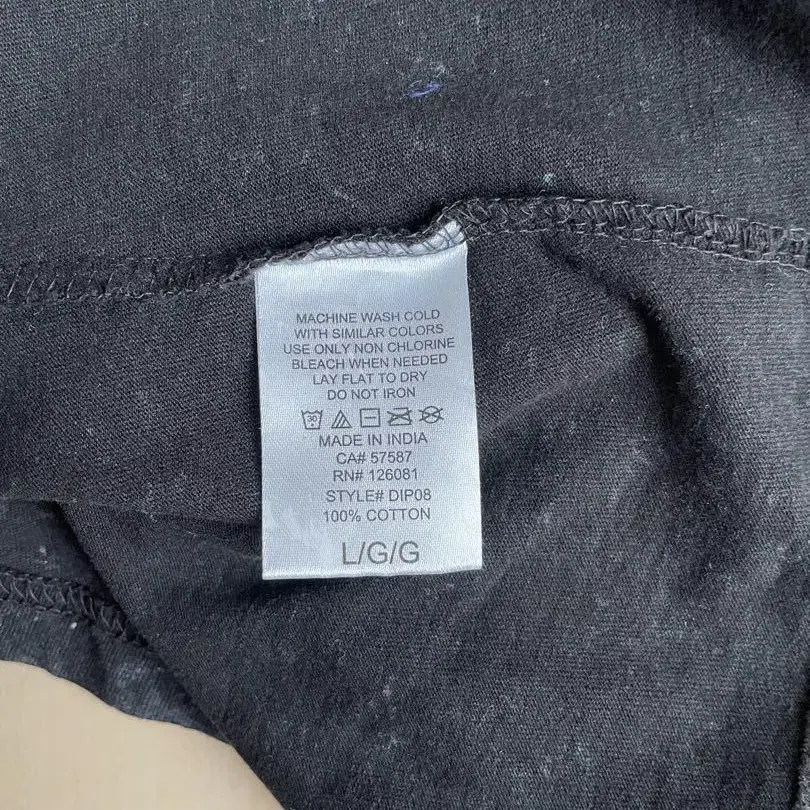 MACHINE WASH COLD
WITH SIMILAR COLORS
USE ONLY NON CHLORINE
BLEACH WHEN NEEDED
LAY FLAT TO DRY
DO NOT IRON
30
MADE IN INDIA
CA# 57587
RN# 126081
STYLE# DIP08
100% COTTON
L/G/G